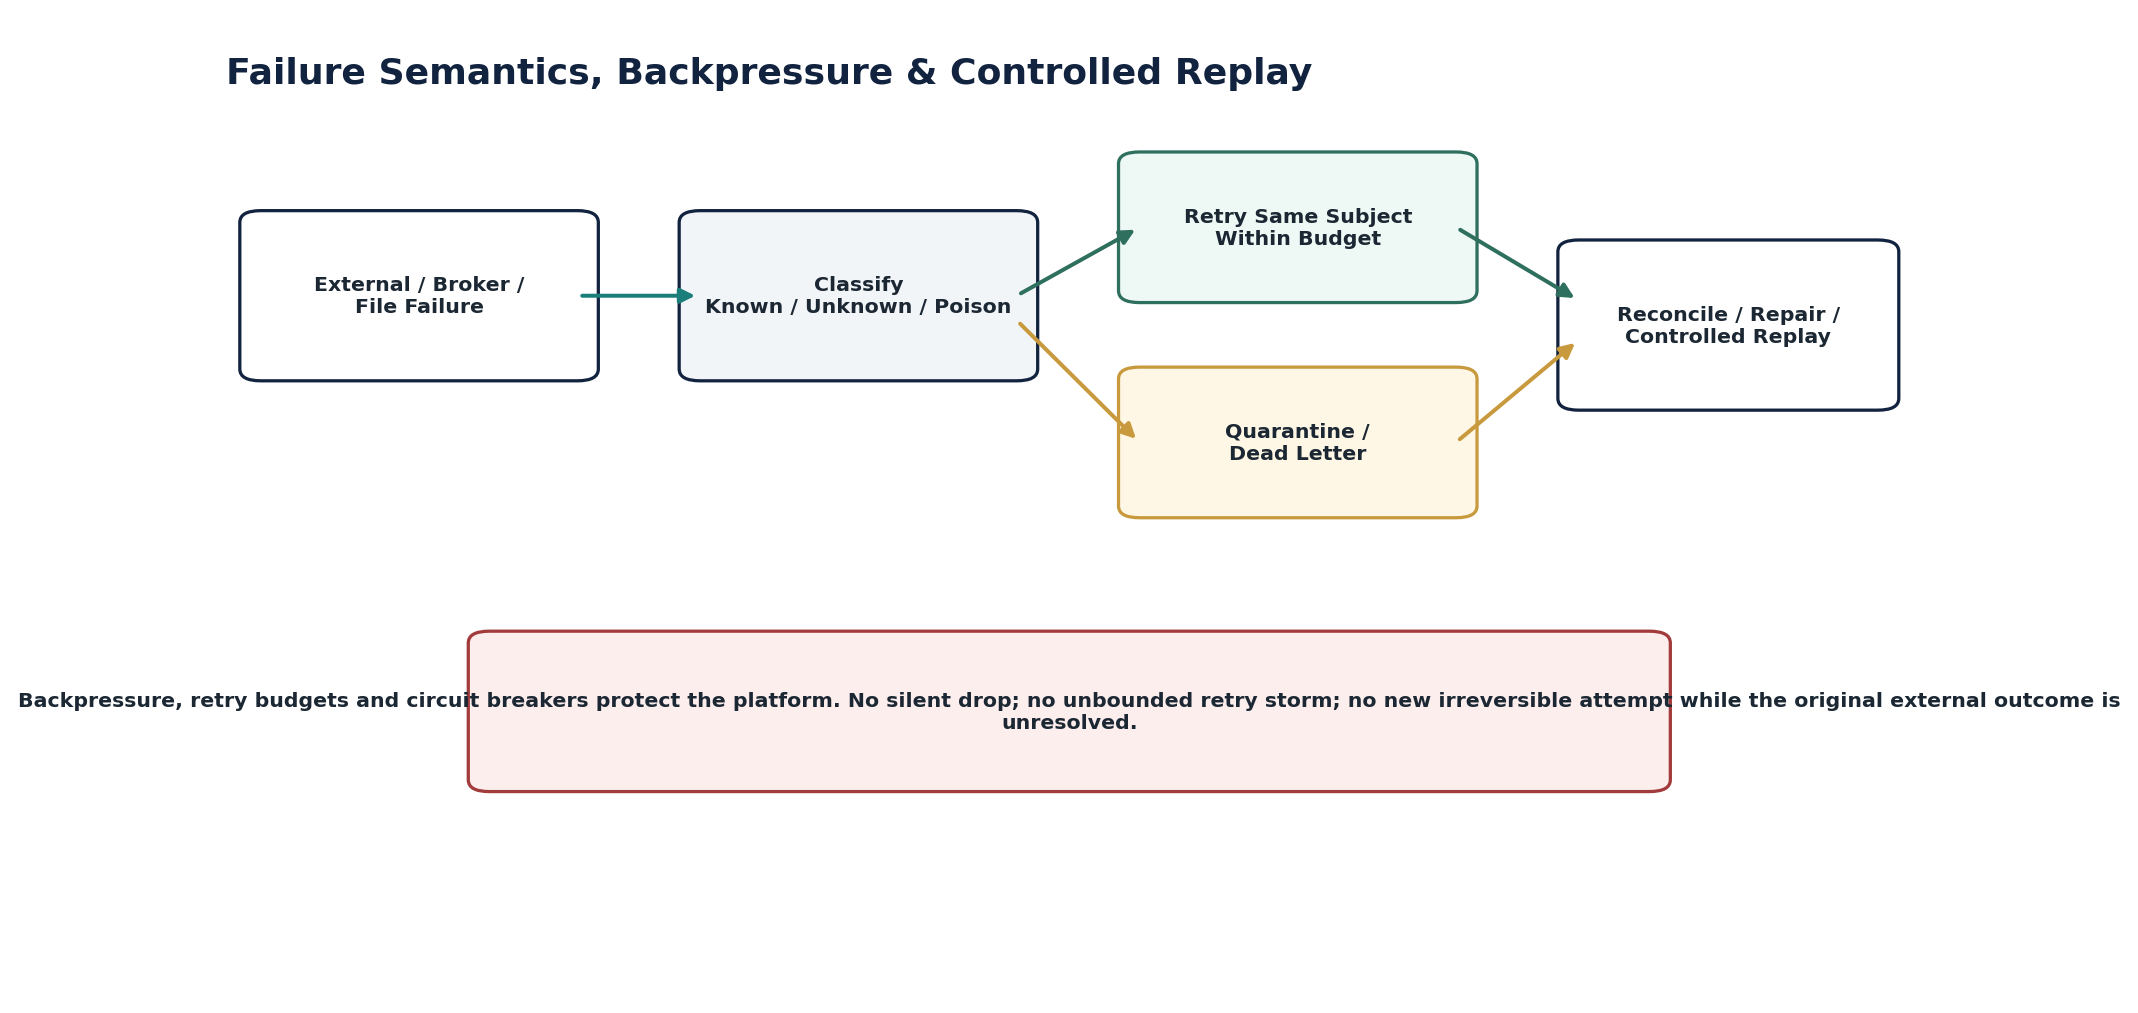 Failure Semantics, Backpressure & Controlled Replay
External / Broker /
File Failure
Classify
Known / Unknown / Poison
Retry Same Subject
Within Budget
Quarantine /
Dead Letter
Reconcile / Repair /
Controlled Replay
Backpressure, retry budgets and circuit breakers protect the platform. No silent drop; no unbounded retry storm; no new irreversible attempt while the original external outcome is
unresolved.